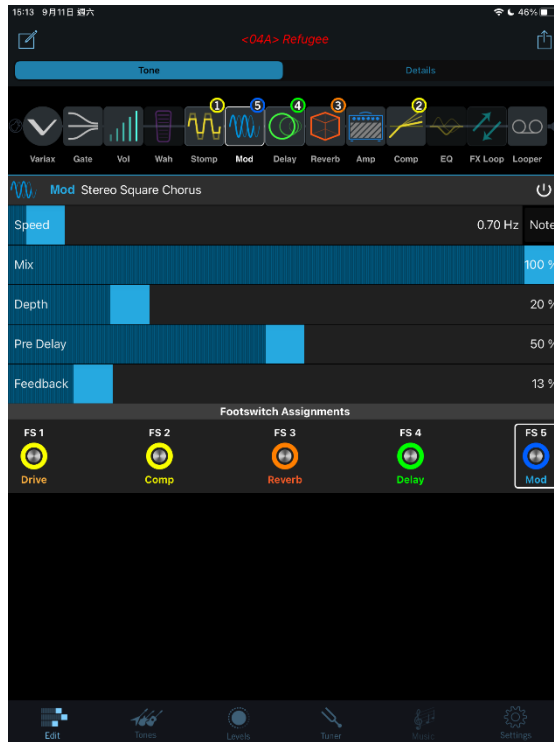 15:13 9月11日 週六 46%
<04A> Refugee
Tone Details
1 5 4 3 2
Variax Gate Vol Wah Stomp Mod Delay Reverb Amp Comp EQ FX Loop Looper
Mod Stereo Square Chorus
Speed 0.70 Hz Note
Mix 100 %
Depth 20 %
Pre Delay 50 %
Feedback 13 %
Footswitch Assignments
FS 1 FS 2 FS 3 FS 4 FS 5
Drive Comp Reverb Delay Mod
Edit Tones Levels Tuner Music Settings